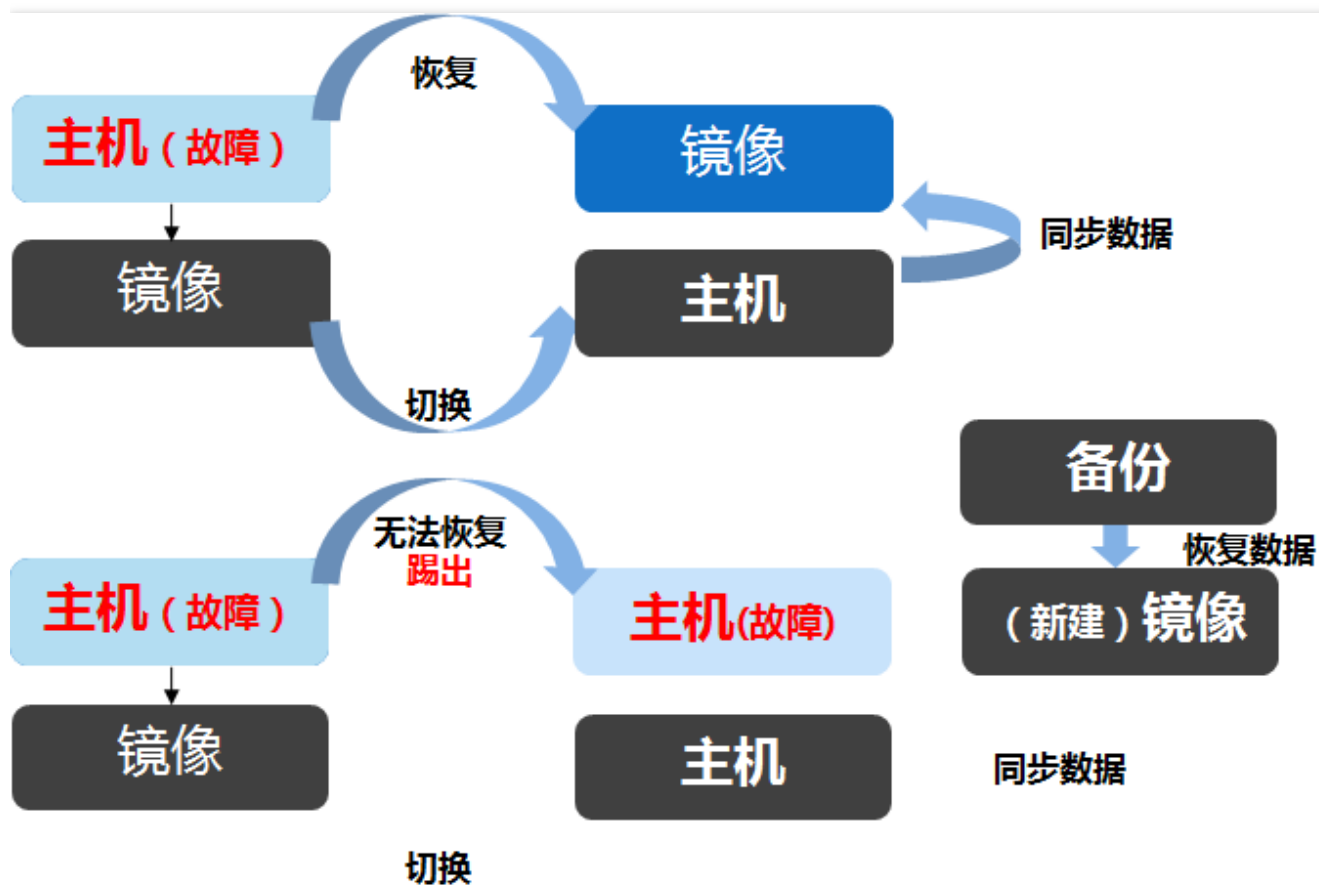 恢复
主机（故障）
镜像
镜像
主机
同步数据
切换
备份
恢复数据
无法恢复
踢出
主机（故障）
主机(故障)
（新建）镜像
镜像
主机
同步数据
切换